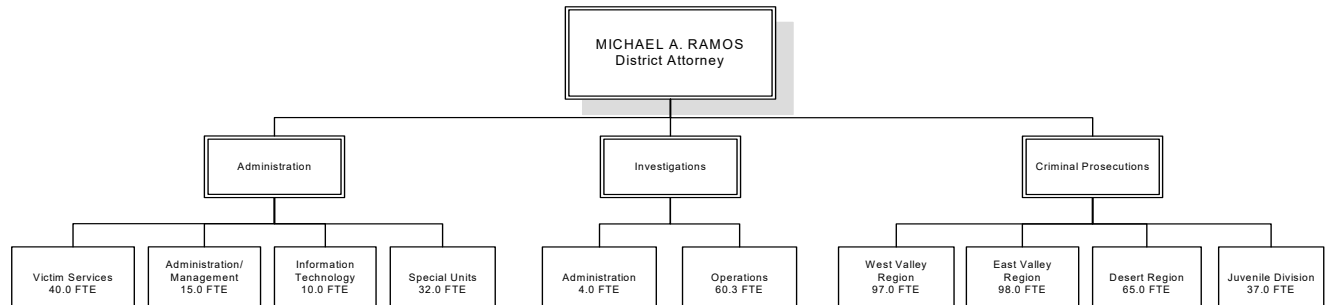 MICHAEL A. RAMOS
District Attorney
Administration
Investigations
Criminal Prosecutions
Victim Services
40.0 FTE
Administration/
Management
15.0 FTE
Information
Technology
10.0 FTE
Special Units
32.0 FTE
Administration
4.0 FTE
Operations
60.3 FTE
West Valley
Region
97.0 FTE
East Valley
Region
98.0 FTE
Desert Region
65.0 FTE
Juvenile Division
37.0 FTE